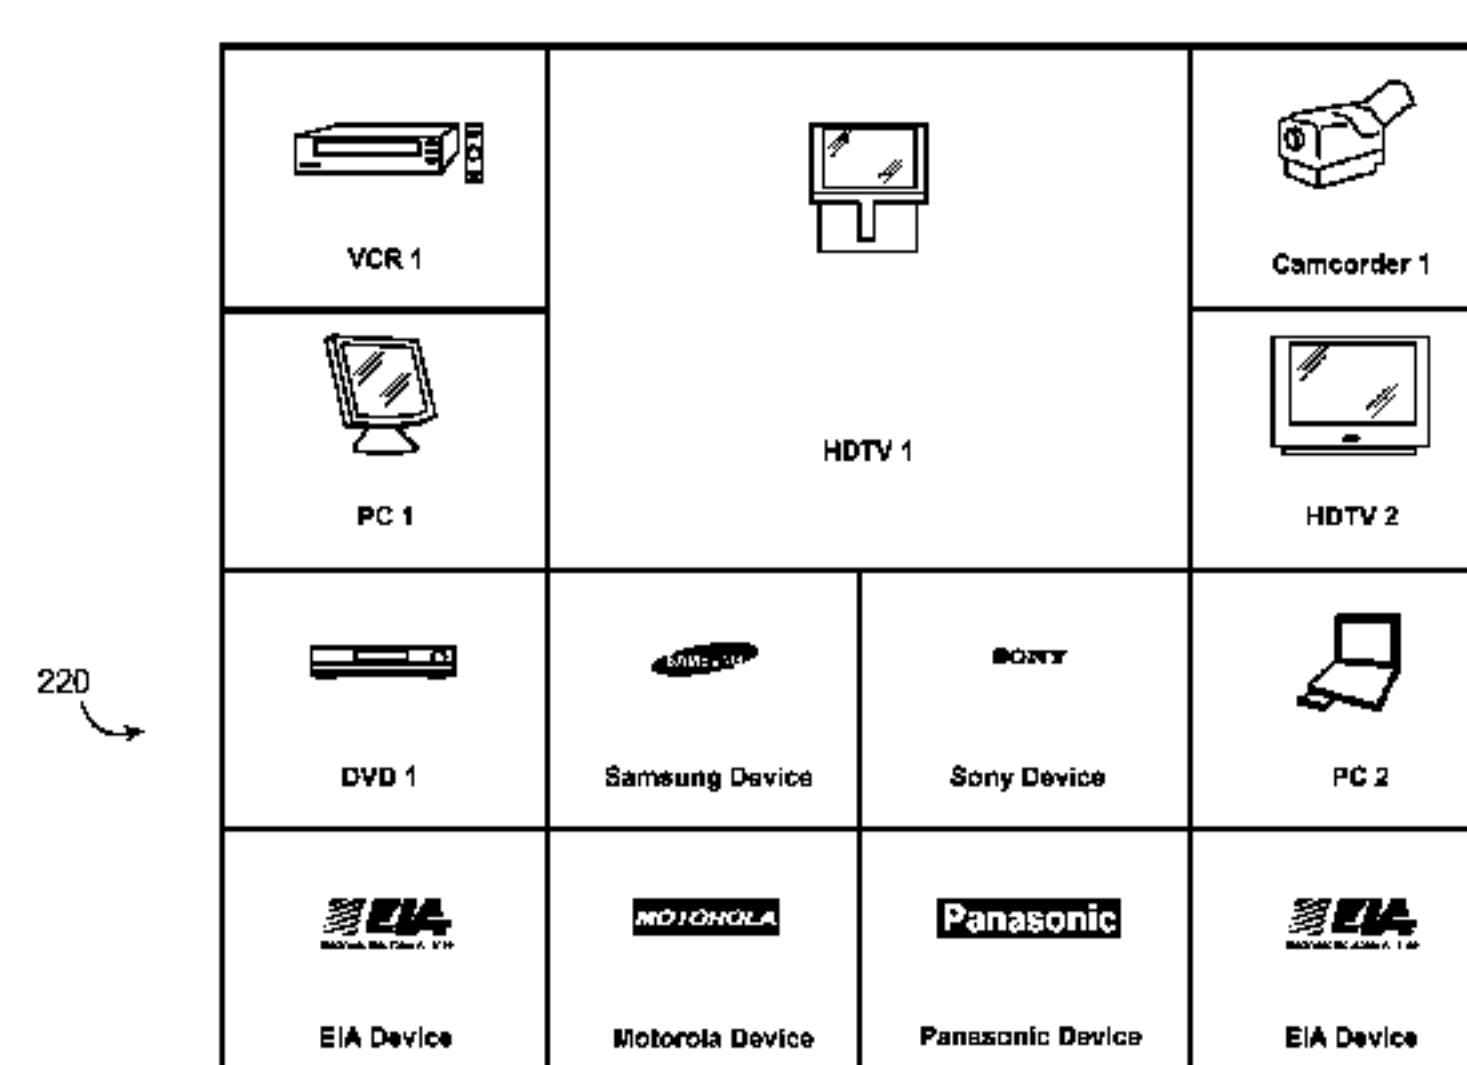 VCR 1
Camcorder 1
HDTV 1
PC 1
HDTV 2
220
SONY
DVD 1
Samsung Device
Sony Device
PC 2
EIA
MOTOROLA
Panasonic
EIA
EIA Device
Motorola Device
Panasonic Device
EIA Device